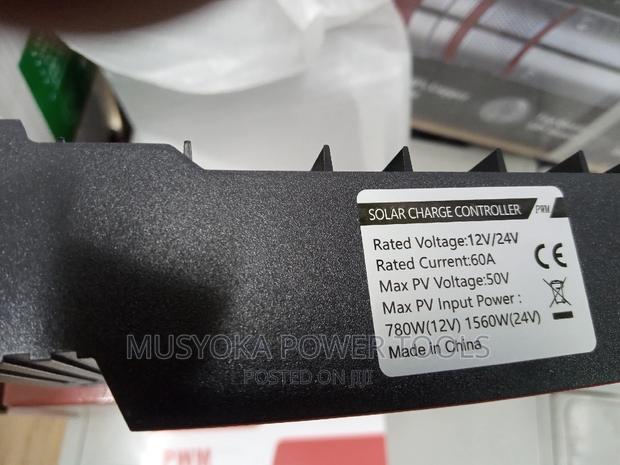 SOLAR CHARGE CONTROLLER PWM
Rated Voltage:12V/24V
Rated Current:60A
Max PV Voltage:50V
Max PV Input Power :
780W(12V) 1560W(24V)
Made in China
CE
MUSYOKA POWER TOOLS
POSTED ON JIJI
PWM